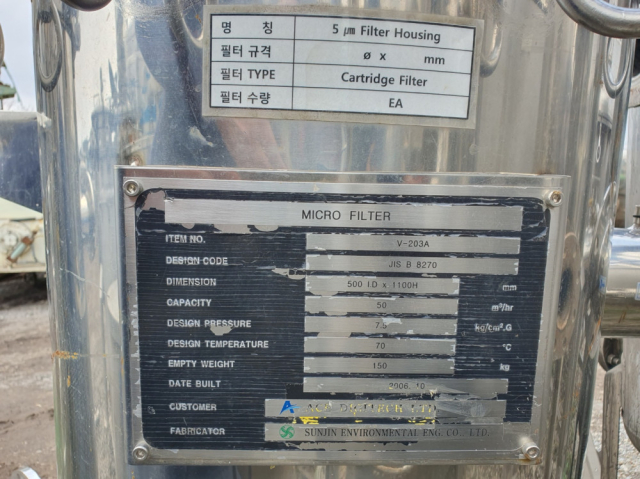 명 칭 5 ㎛ Filter Housing
필터 규격 ø x mm
필터 TYPE Cartridge Filter
필터 수량 EA
MICRO FILTER
ITEM NO. V-203A
DESIGN CODE JIS B 8270
DIMENSION 500 I.D x 1100H mm
CAPACITY 50 m³/hr
DESIGN PRESSURE 7.5 kg/cm².G
DESIGN TEMPERATURE 70 °C
EMPTY WEIGHT 150 kg
DATE BUILT 2006. 10
CUSTOMER
FABRICATOR SUNJIN ENVIRONMENTAL ENG. CO., LTD.